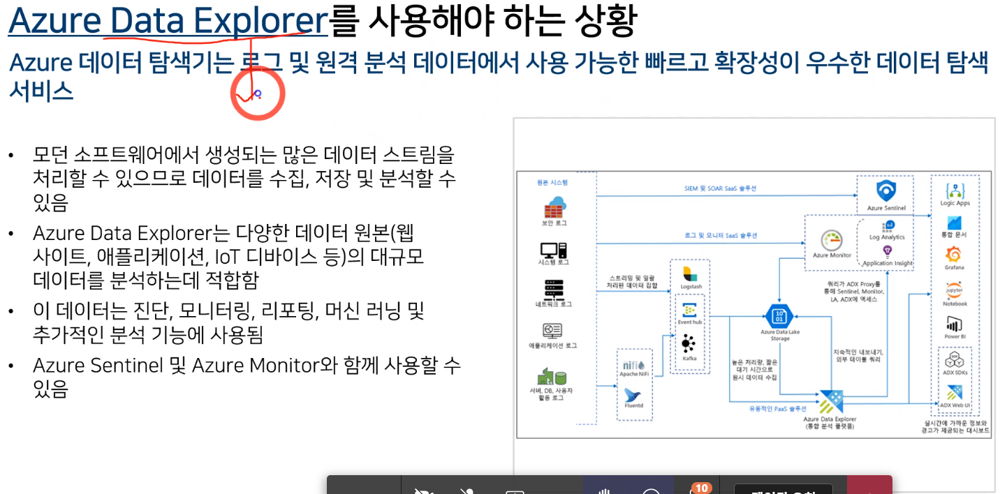 Azure Data Explorer를 사용해야 하는 상황
Azure 데이터 탐색기는 로그 및 원격 분석 데이터에서 사용 가능한 빠르고 확장성이 우수한 데이터 탐색
서비스
• 모던 소프트웨어에서 생성되는 많은 데이터 스트림을
처리할 수 있으므로 데이터를 수집, 저장 및 분석할 수
있음
• Azure Data Explorer는 다양한 데이터 원본(웹
사이트, 애플리케이션, IoT 디바이스 등)의 대규모
데이터를 분석하는데 적합함
• 이 데이터는 진단, 모니터링, 리포팅, 머신 러닝 및
추가적인 분석 기능에 사용됨
• Azure Sentinel 및 Azure Monitor와 함께 사용할 수
있음
원본 시스템
보안 로그
시스템 로그
네트워크 로그
애플리케이션 로그
서버, DB, 사용자
활동 로그
SIEM 및 SOAR SaaS 솔루션
로그 및 모니터 SaaS 솔루션
스트리밍 및 일괄
처리된 데이터 집합
nifi
Apache NiFi
Fluentd
Logstash
Event hub
Kafka
Azure Sentinel
Azure Monitor
Log Analytics
Application Insight
쿼리가 ADX Proxy를
통해 Sentinel, Monitor,
LA, ADX에 액세스
10
01
Azure Data Lake
Storage
높은 처리량, 짧은
대기 시간으로
원시 데이터 수집
지속적인 내보내기,
외부 테이블 쿼리
유동적인 PaaS 솔루션
Azure Data Explorer
(통합 분석 플랫폼)
Logic Apps
통합 문서
Grafana
jupyter
Notebook
Power BI
SDK
ADX SDKs
ADX Web UI
실시간에 가까운 정보와
경고가 제공되는 대시보드
10